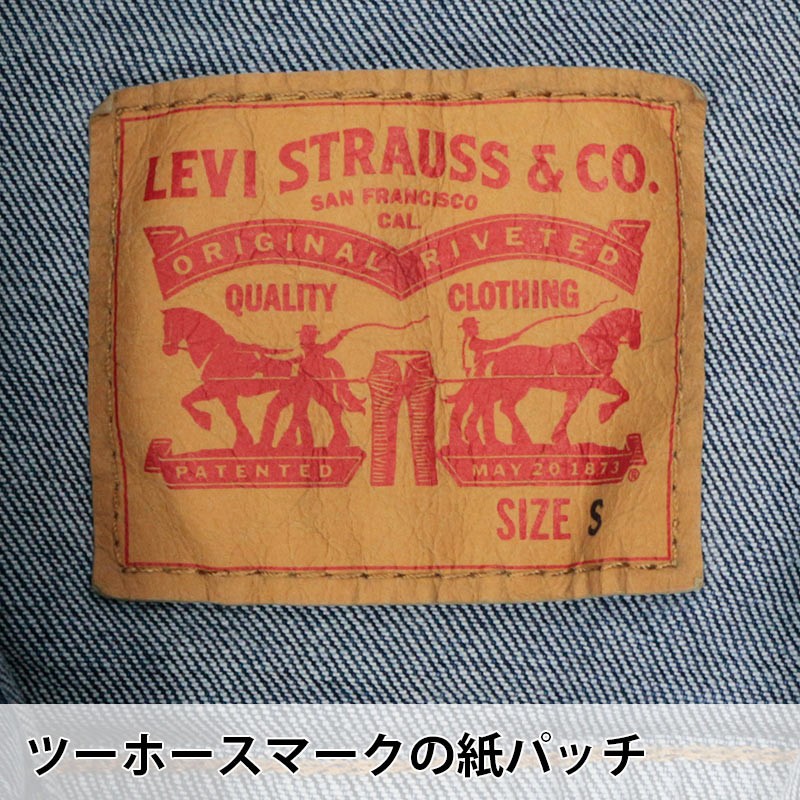 LEVI STRAUSS & CO.
SAN FRANCISCO
CAL.
ORIGINAL RIVETED
QUALITY CLOTHING
PATENTED MAY 20 1873 ®
SIZE S
ツーホースマークの紙パッチ